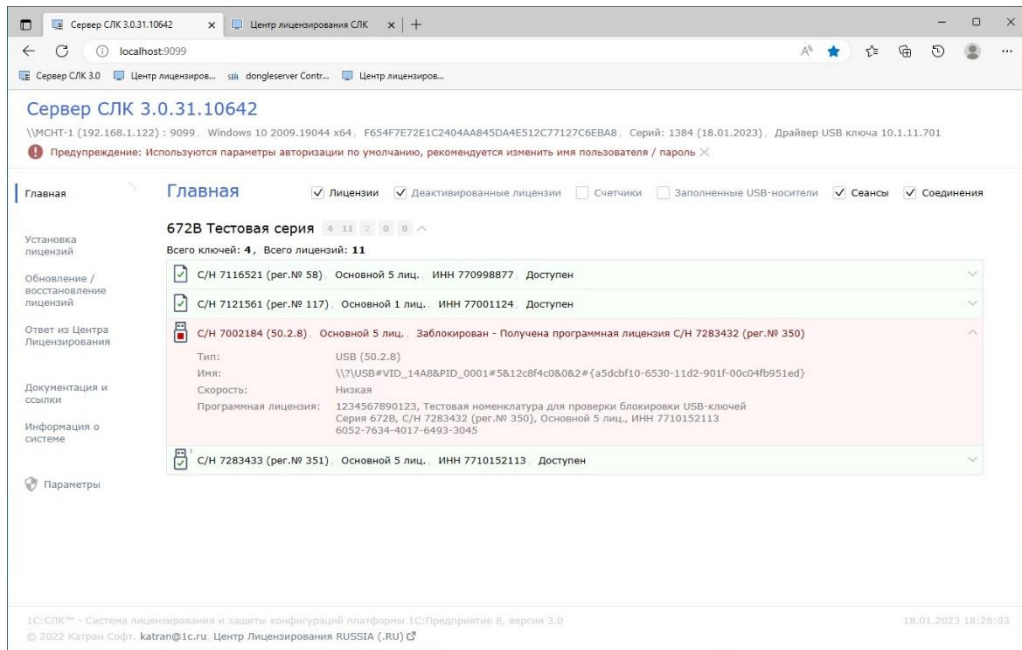 Сервер СЛК 3.0.31.10642
Центр лицензирования СЛК
localhost:9099
Сервер СЛК 3.0
Центр лицензиров...
dongleserver Contr...
Центр лицензиров...
Сервер СЛК 3.0.31.10642
\\MCHT-1 (192.168.1.122) : 9099, Windows 10 2009.19044 x64, F654F7E72E1C2404AA845DA4E512C77127C6EBA8, Серий: 1384 (18.01.2023), Драйвер USB ключа 10.1.11.701
Предупреждение: Используются параметры авторизации по умолчанию, рекомендуется изменить имя пользователя / пароль
Главная
Установка лицензий
Обновление / восстановление лицензий
Ответ из Центра Лицензирования
Документация и ссылки
Информация о системе
Параметры
Главная
Лицензии
Деактивированные лицензии
Счетчики
Заполненные USB-носители
Сеансы
Соединения
672B Тестовая серия 4 11 2 0 0
Всего ключей: 4, Всего лицензий: 11
С/Н 7116521 (рег.№ 58), Основной 5 лиц., ИНН 770998877, Доступен
С/Н 7121561 (рег.№ 117), Основной 1 лиц., ИНН 77001124, Доступен
С/Н 7002184 (50.2.8), Основной 5 лиц., Заблокирован - Получена программная лицензия С/Н 7283432 (рег.№ 350)
Тип: USB (50.2.8)
Имя: \\?\USB#VID_14A8&PID_0001#5&12c8f4c0&0&2#{a5dcbf10-6530-11d2-901f-00c04fb951ed}
Скорость: Низкая
Программная лицензия: 1234567890123, Тестовая номенклатура для проверки блокировки USB-ключей
Серия 672B, С/Н 7283432 (рег.№ 350), Основной 5 лиц., ИНН 7710152113
6052-7634-4017-6493-3045
С/Н 7283433 (рег.№ 351), Основной 5 лиц., ИНН 7710152113, Доступен
1С:СЛК™ – Система лицензирования и защиты конфигураций платформы 1С:Предприятие 8, версия 3.0
18.01.2023 18:28:03
© 2022 Катран Софт, katran@1c.ru, Центр Лицензирования RUSSIA (.RU)